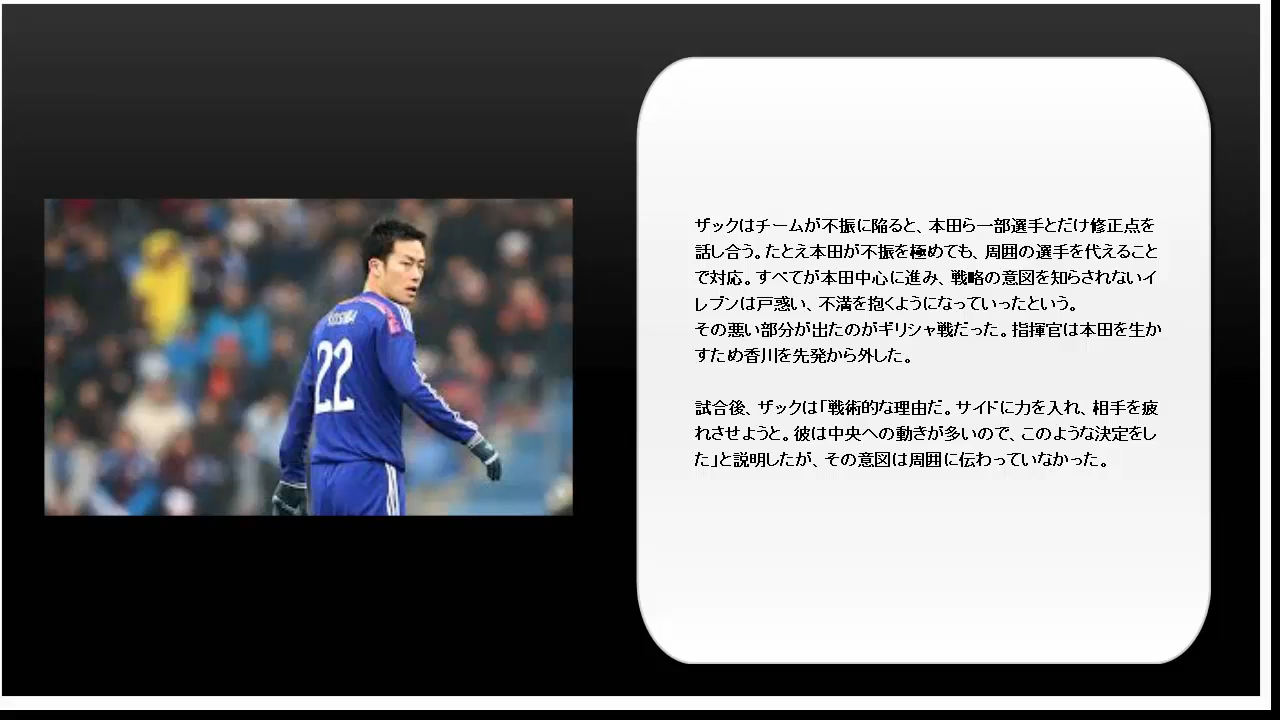 ザックはチームが不振に陥ると、本田ら一部選手とだけ修正点を
話し合う。たとえ本田が不振を極めても、周囲の選手を代えること
で対応。すべてが本田中心に進み、戦略の意図を知らされないイ
レブンは戸惑い、不満を抱くようになっていったという。
その悪い部分が出たのがギリシャ戦だった。指揮官は本田を生か
すため香川を先発から外した。
試合後、ザックは「戦術的な理由だ。サイドに力を入れ、相手を疲
れさせようと。彼は中央への動きが多いので、このような決定をし
た」と説明したが、その意図は周囲に伝わっていなかった。
22